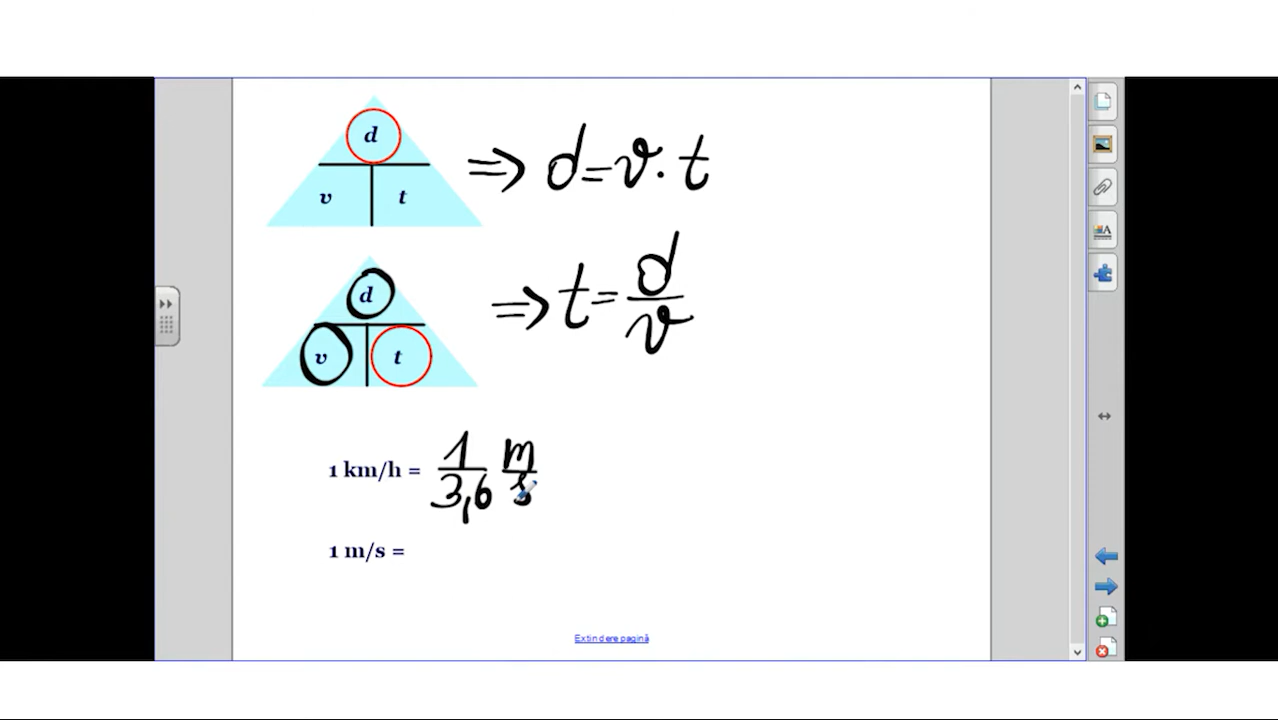 d
v t
⇒ d = v · t
d
v t
⇒ t = d/v
1 km/h = 1/3,6 m/s
1 m/s =
Extindere pagină